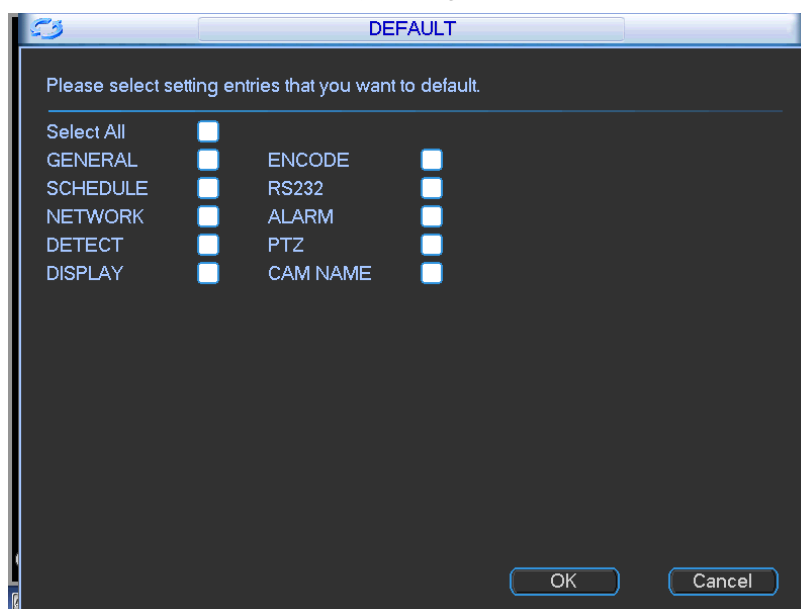 DEFAULT
Please select setting entries that you want to default.
Select All
GENERAL ENCODE
SCHEDULE RS232
NETWORK ALARM
DETECT PTZ
DISPLAY CAM NAME
OK Cancel